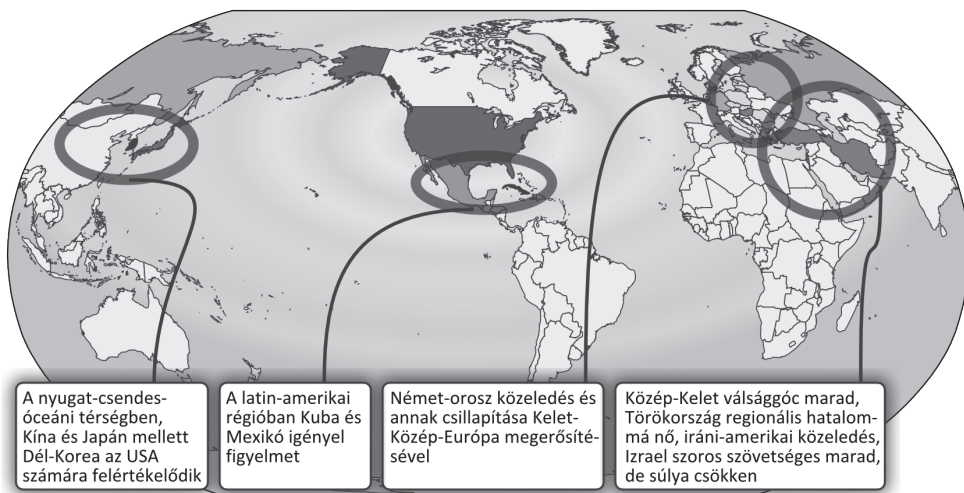 A nyugat-csendes-
óceáni térségben,
Kína és Japán mellett
Dél-Korea az USA
számára felértékelődik
A latin-amerikai
régióban Kuba és
Mexikó igényel
figyelmet
Német-orosz közeledés és
annak csillapítása Kelet-
Közép-Európa megerősíté-
sével
Közép-Kelet válsággóc marad,
Törökország regionális hatalom-
má nő, iráni-amerikai közeledés,
Izrael szoros szövetséges marad,
de súlya csökken